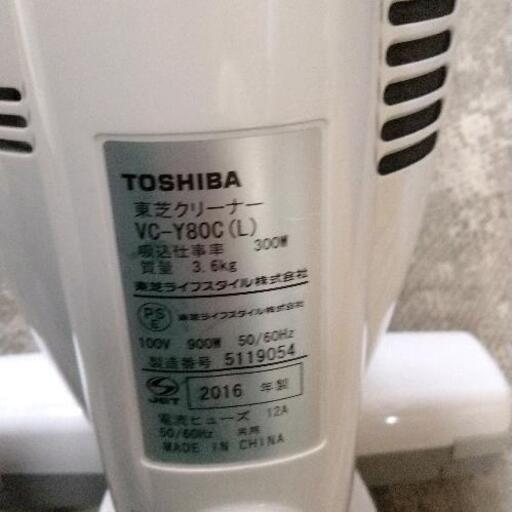 TOSHIBA
東芝クリーナー
VC-Y80C(L)
吸込仕事率 300W
質量 3.6kg
東芝ライフスタイル株式会社
PS E 東芝ライフスタイル株式会社
100V 900W 50/60Hz
製造番号 5119054
JET 2016 年製
電流ヒューズ 12A
50/60Hz 共用
MADE IN CHINA